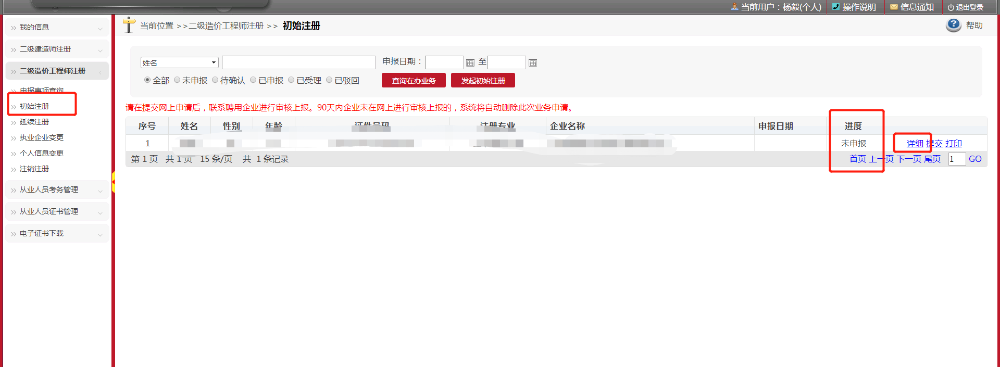 当前用户：杨毅(个人) 操作说明 信息通知 退出登录
我的信息
二级建造师注册
二级造价工程师注册
申报事项查询
初始注册
延续注册
执业企业变更
个人信息变更
注销注册
从业人员考务管理
从业人员证书管理
电子证书下载
当前位置 >>二级造价工程师注册 >> 初始注册 帮助
姓名 申报日期： 至
全部 未申报 待确认 已申报 已受理 已驳回 查询在办业务 发起初始注册
请在提交网上申请后，联系聘用企业进行审核上报。90天内企业未在网上进行审核上报的，系统将自动删除此次业务申请。
序号 姓名 性别 年龄 证件号码 注册专业 企业名称 申报日期 进度
1 未申报 详细 提交 打印
第 1 页 共 1 页 15 条/页 共 1 条记录 首页 上一页 下一页 尾页 1 GO